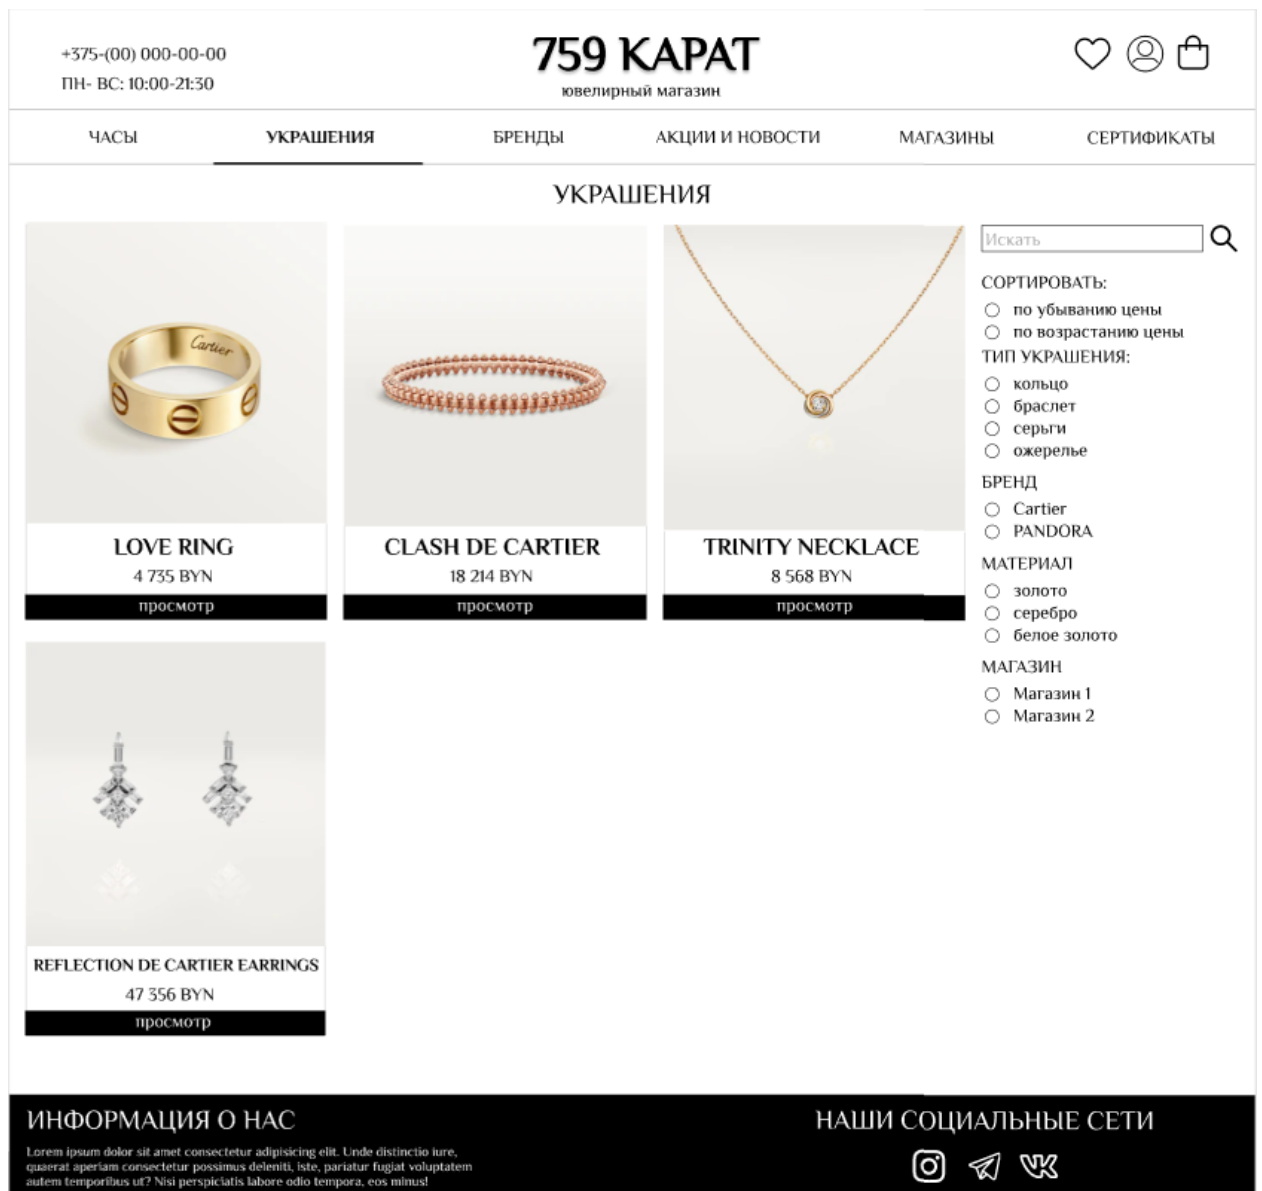 +375-(00) 000-00-00
ПН- ВС: 10:00-21:30
759 КАРАТ
ювелирный магазин
ЧАСЫ УКРАШЕНИЯ БРЕНДЫ АКЦИИ И НОВОСТИ МАГАЗИНЫ СЕРТИФИКАТЫ
УКРАШЕНИЯ
Cartier
LOVE RING
4 735 BYN
просмотр
CLASH DE CARTIER
18 214 BYN
просмотр
TRINITY NECKLACE
8 568 BYN
просмотр
REFLECTION DE CARTIER EARRINGS
47 356 BYN
просмотр
Искать
СОРТИРОВАТЬ:
по убыванию цены
по возрастанию цены
ТИП УКРАШЕНИЯ:
кольцо
браслет
серьги
ожерелье
БРЕНД
Cartier
PANDORA
МАТЕРИАЛ
золото
серебро
белое золото
МАГАЗИН
Магазин 1
Магазин 2
ИНФОРМАЦИЯ О НАС
Lorem ipsum dolor sit amet consectetur adipisicing elit. Unde distinctio iure,
quaerat aperiam consectetur possimus deleniti, iste, pariatur fugiat voluptatem
autem temporibus ut? Nisi perspiciatis labore odio tempora, eos minus!
НАШИ СОЦИАЛЬНЫЕ СЕТИ